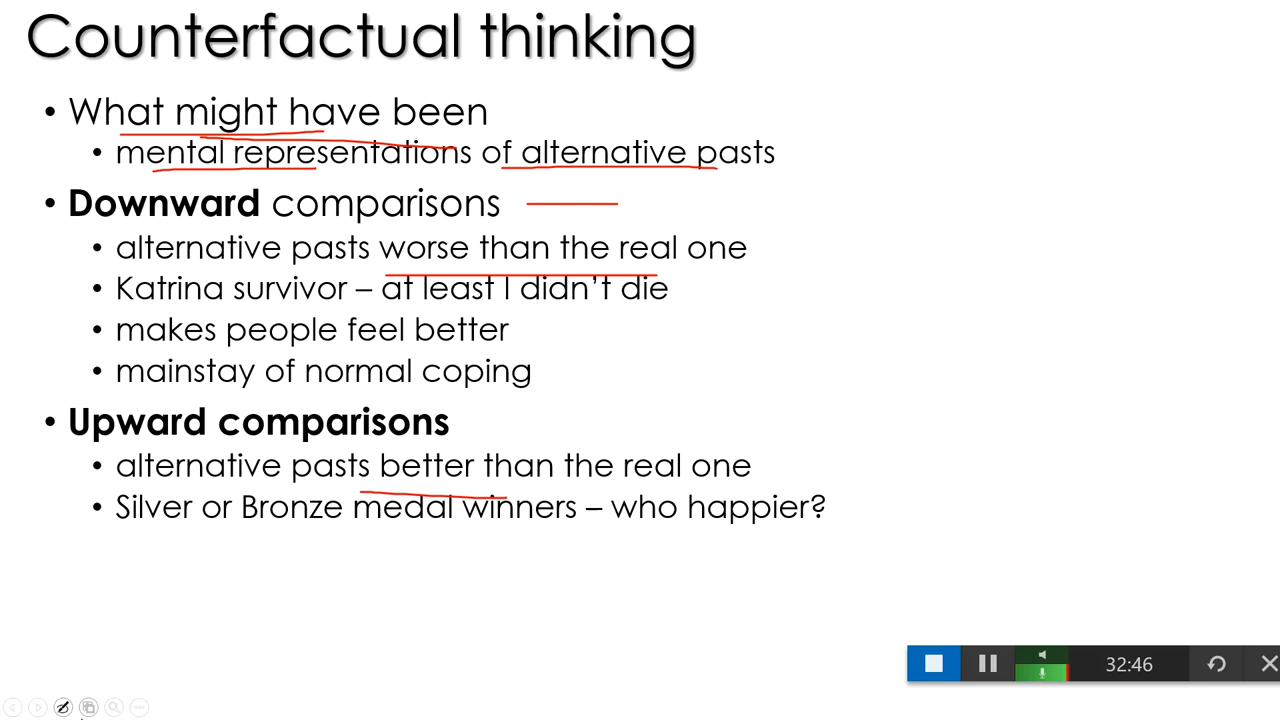 Counterfactual thinking
• What might have been
• mental representations of alternative pasts
• Downward comparisons
• alternative pasts worse than the real one
• Katrina survivor – at least I didn’t die
• makes people feel better
• mainstay of normal coping
• Upward comparisons
• alternative pasts better than the real one
• Silver or Bronze medal winners – who happier?
32:46